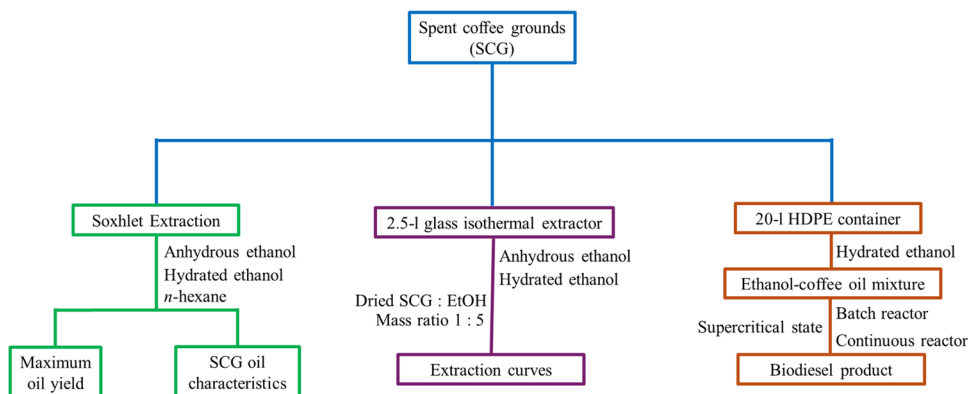 Spent coffee grounds
(SCG)
Soxhlet Extraction
Anhydrous ethanol
Hydrated ethanol
n-hexane
Maximum
oil yield
SCG oil
characteristics
2.5-l glass isothermal extractor
Anhydrous ethanol
Hydrated ethanol
Dried SCG : EtOH
Mass ratio 1 : 5
Extraction curves
20-l HDPE container
Hydrated ethanol
Ethanol-coffee oil mixture
Supercritical state
Batch reactor
Continuous reactor
Biodiesel product